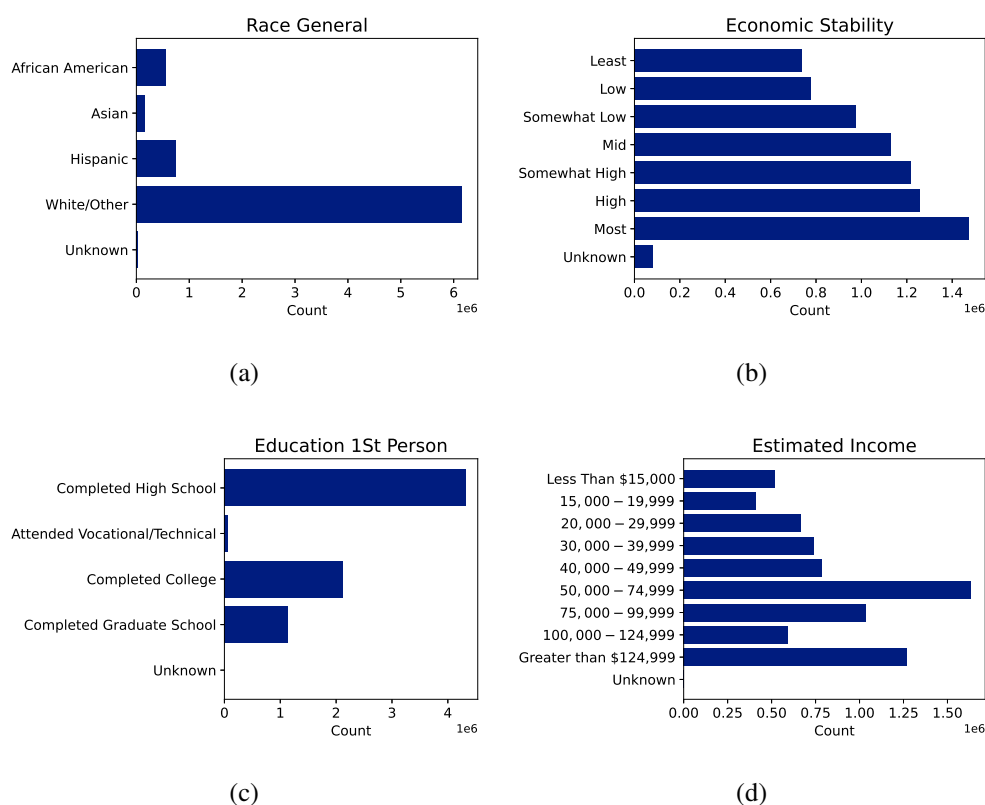 Race General
African American
Asian
Hispanic
White/Other
Unknown
0 1 2 3 4 5 6
Count
1e6
(a)
Economic Stability
Least
Low
Somewhat Low
Mid
Somewhat High
High
Most
Unknown
0.0 0.2 0.4 0.6 0.8 1.0 1.2 1.4
Count
1e6
(b)
Education 1St Person
Completed High School
Attended Vocational/Technical
Completed College
Completed Graduate School
Unknown
0 1 2 3 4
Count
1e6
(c)
Estimated Income
Less Than $15,000
15,000 − 19,999
20,000 − 29,999
30,000 − 39,999
40,000 − 49,999
50,000 − 74,999
75,000 − 99,999
100,000 − 124,999
Greater than $124,999
Unknown
0.00 0.25 0.50 0.75 1.00 1.25 1.50
Count
1e6
(d)